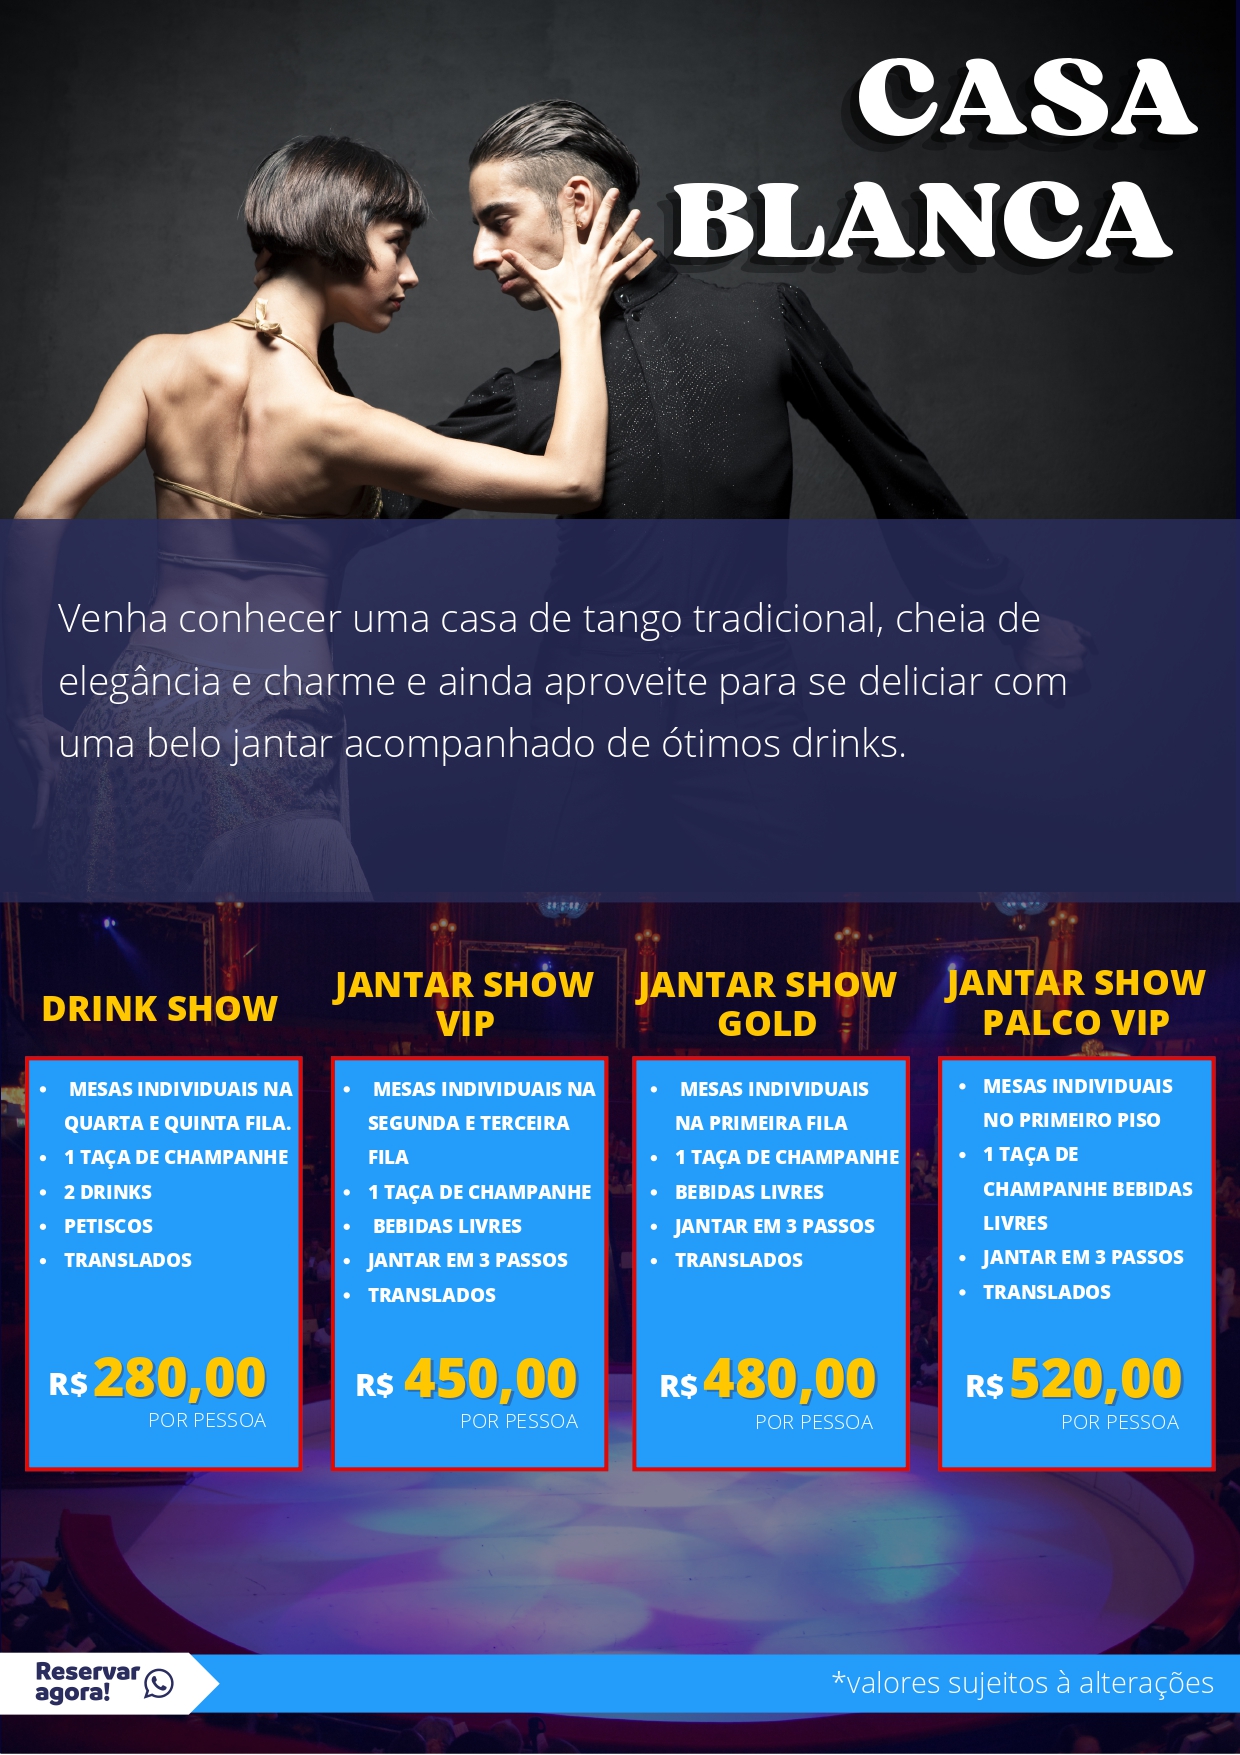 CASA
BLANCA
Venha conhecer uma casa de tango tradicional, cheia de
elegância e charme e ainda aproveite para se deliciar com
uma belo jantar acompanhado de ótimos drinks.
DRINK SHOW
• MESAS INDIVIDUAIS NA
QUARTA E QUINTA FILA.
• 1 TAÇA DE CHAMPANHE
• 2 DRINKS
• PETISCOS
• TRANSLADOS
R$ 280,00
POR PESSOA
JANTAR SHOW
VIP
• MESAS INDIVIDUAIS NA
SEGUNDA E TERCEIRA
FILA
• 1 TAÇA DE CHAMPANHE
• BEBIDAS LIVRES
• JANTAR EM 3 PASSOS
• TRANSLADOS
R$ 450,00
POR PESSOA
JANTAR SHOW
GOLD
• MESAS INDIVIDUAIS
NA PRIMEIRA FILA
• 1 TAÇA DE CHAMPANHE
• BEBIDAS LIVRES
• JANTAR EM 3 PASSOS
• TRANSLADOS
R$ 480,00
POR PESSOA
JANTAR SHOW
PALCO VIP
• MESAS INDIVIDUAIS
NO PRIMEIRO PISO
• 1 TAÇA DE
CHAMPANHE BEBIDAS
LIVRES
• JANTAR EM 3 PASSOS
• TRANSLADOS
R$ 520,00
POR PESSOA
Reservar
agora!
*valores sujeitos à alterações